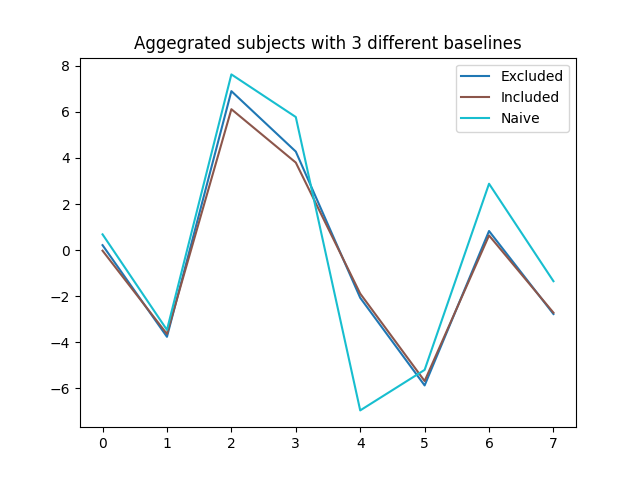 Aggegrated subjects with 3 different baselines
Excluded
Included
Naive
8
6
4
2
0
−2
−4
−6
0 1 2 3 4 5 6 7